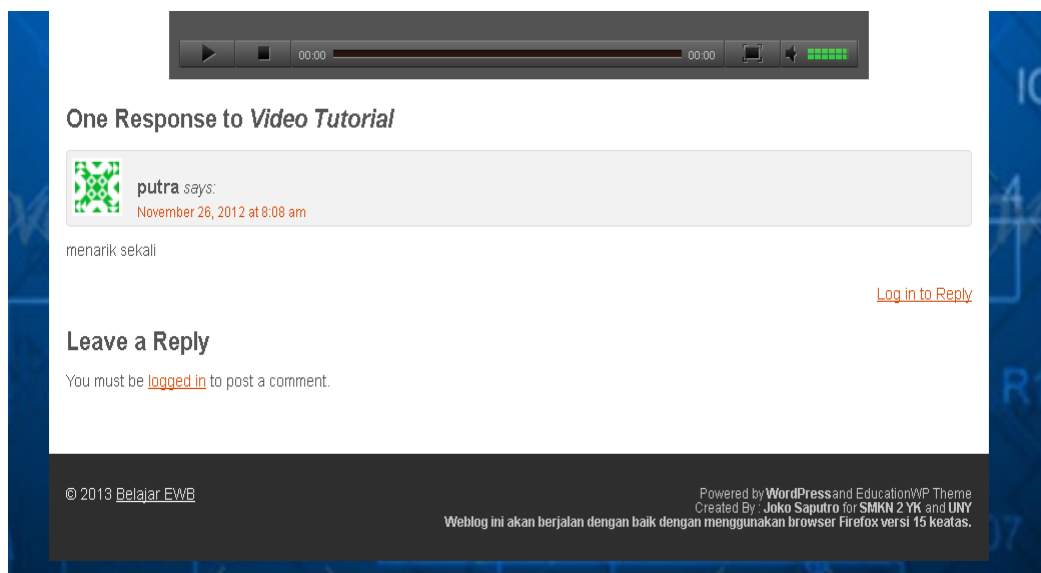 00:00 00:00
One Response to Video Tutorial
putra says:
November 26, 2012 at 8:08 am
menarik sekali
Log in to Reply
Leave a Reply
You must be logged in to post a comment.
© 2013 Belajar EWB
Powered by WordPress and EducationWP Theme
Created By : Joko Saputro for SMKN 2 YK and UNY
Weblog ini akan berjalan dengan baik dengan menggunakan browser Firefox versi 15 keatas.